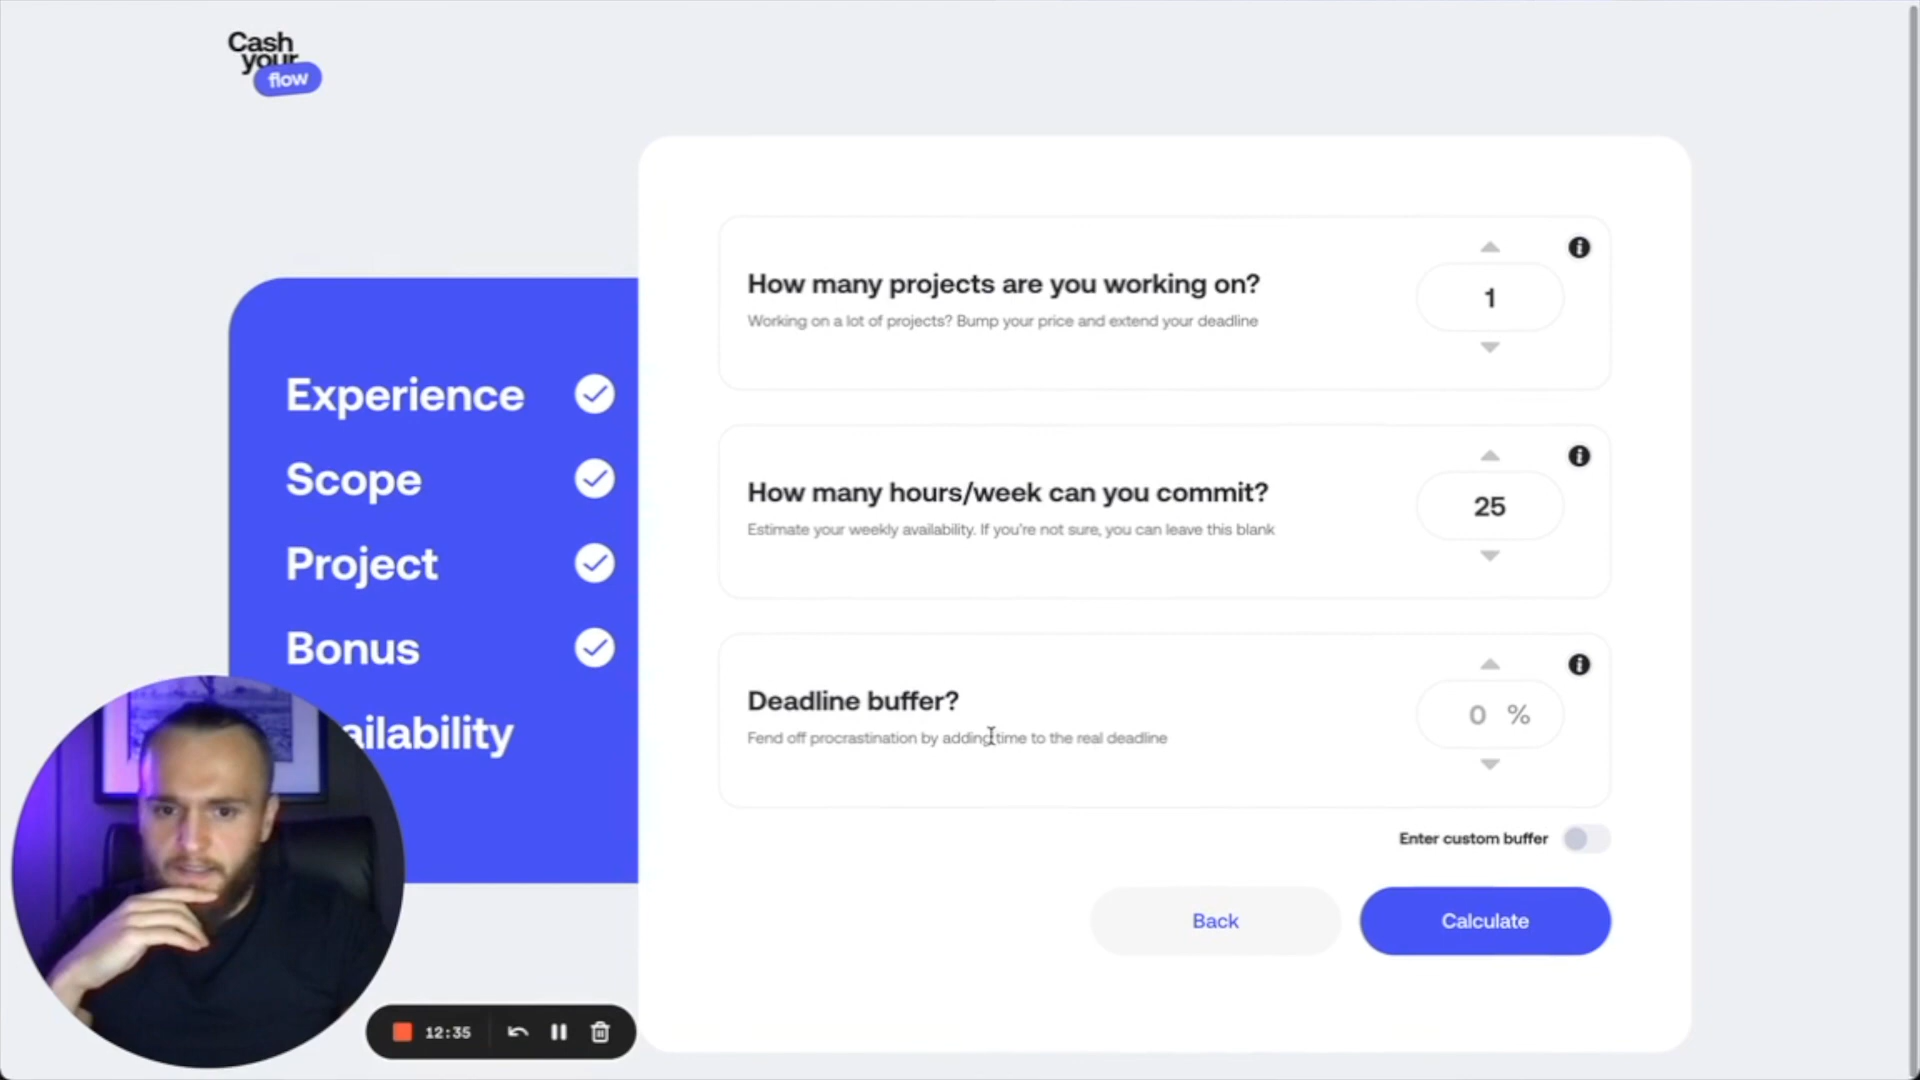 Cash
your
flow
Experience
Scope
Project
Bonus
ailability
How many projects are you working on?
Working on a lot of projects? Bump your price and extend your deadline
1
How many hours/week can you commit?
Estimate your weekly availability. If you're not sure, you can leave this blank
25
Deadline buffer?
Fend off procrastination by adding time to the real deadline
0 %
Enter custom buffer
Back
Calculate
12:35